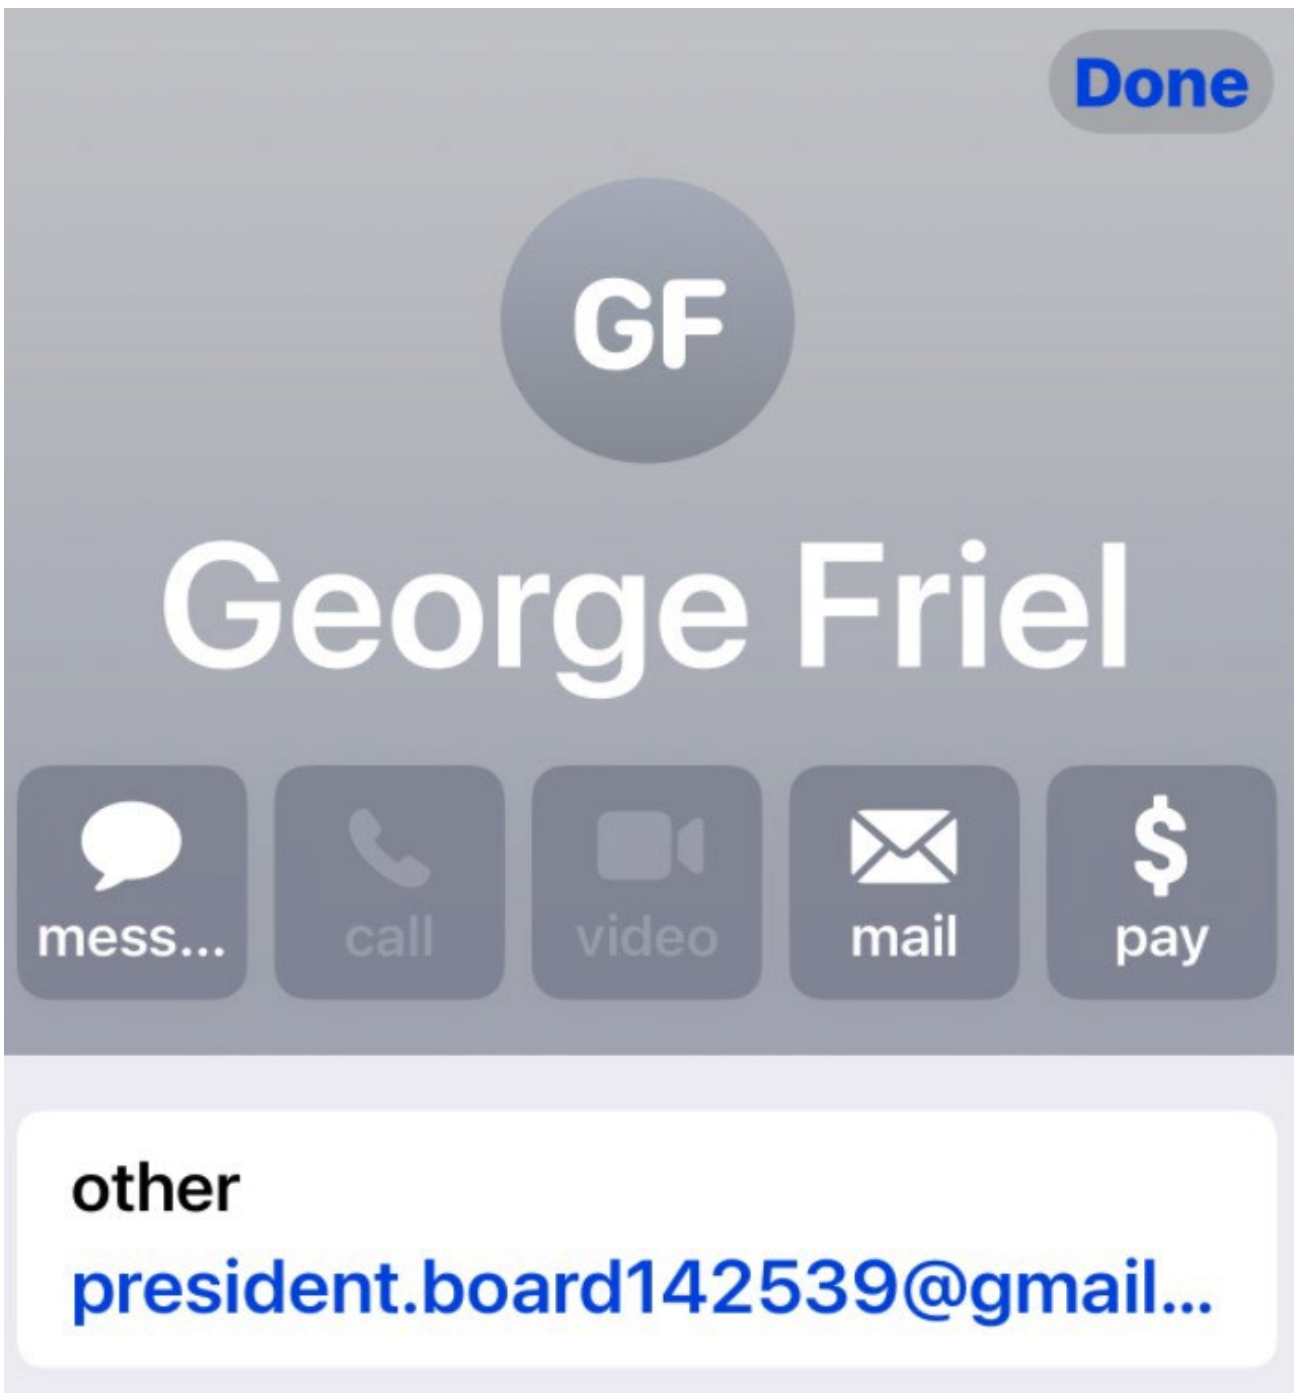 Done
GF
George Friel
mess...
call
video
mail
pay
other
president.board142539@gmail...